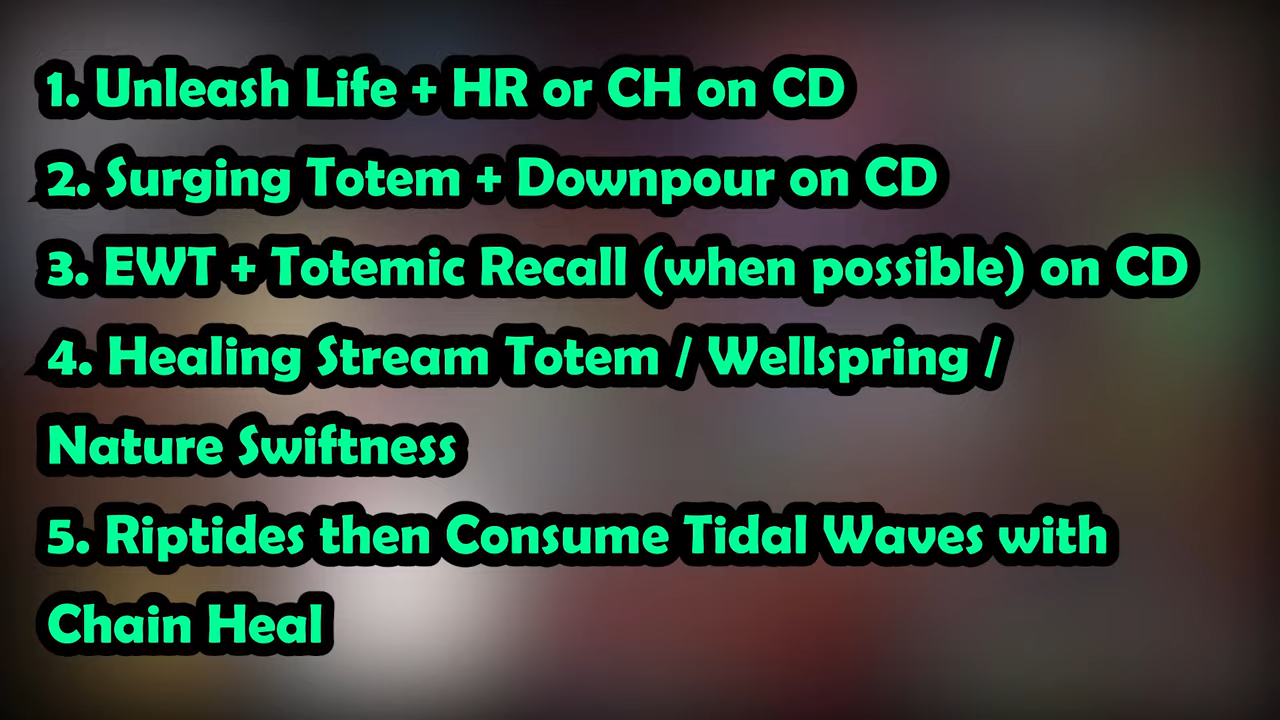 1. Unleash Life + HR or CH on CD
2. Surging Totem + Downpour on CD
3. EWT + Totemic Recall (when possible) on CD
4. Healing Stream Totem / Wellspring /
Nature Swiftness
5. Riptides then Consume Tidal Waves with
Chain Heal